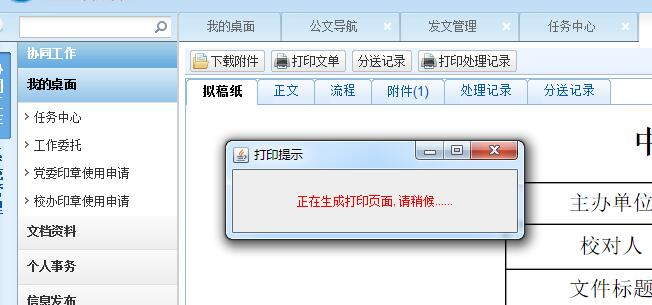 我的桌面
公文导航
发文管理
任务中心
协同工作
我的桌面
任务中心
工作委托
党委印章使用申请
校办印章使用申请
文档资料
个人事务
信息发布
下载附件
打印文单
分送记录
打印处理记录
拟稿纸
正文
流程
附件(1)
处理记录
分送记录
打印提示
正在生成打印页面,请稍候......
主办单位
校对人
文件标题